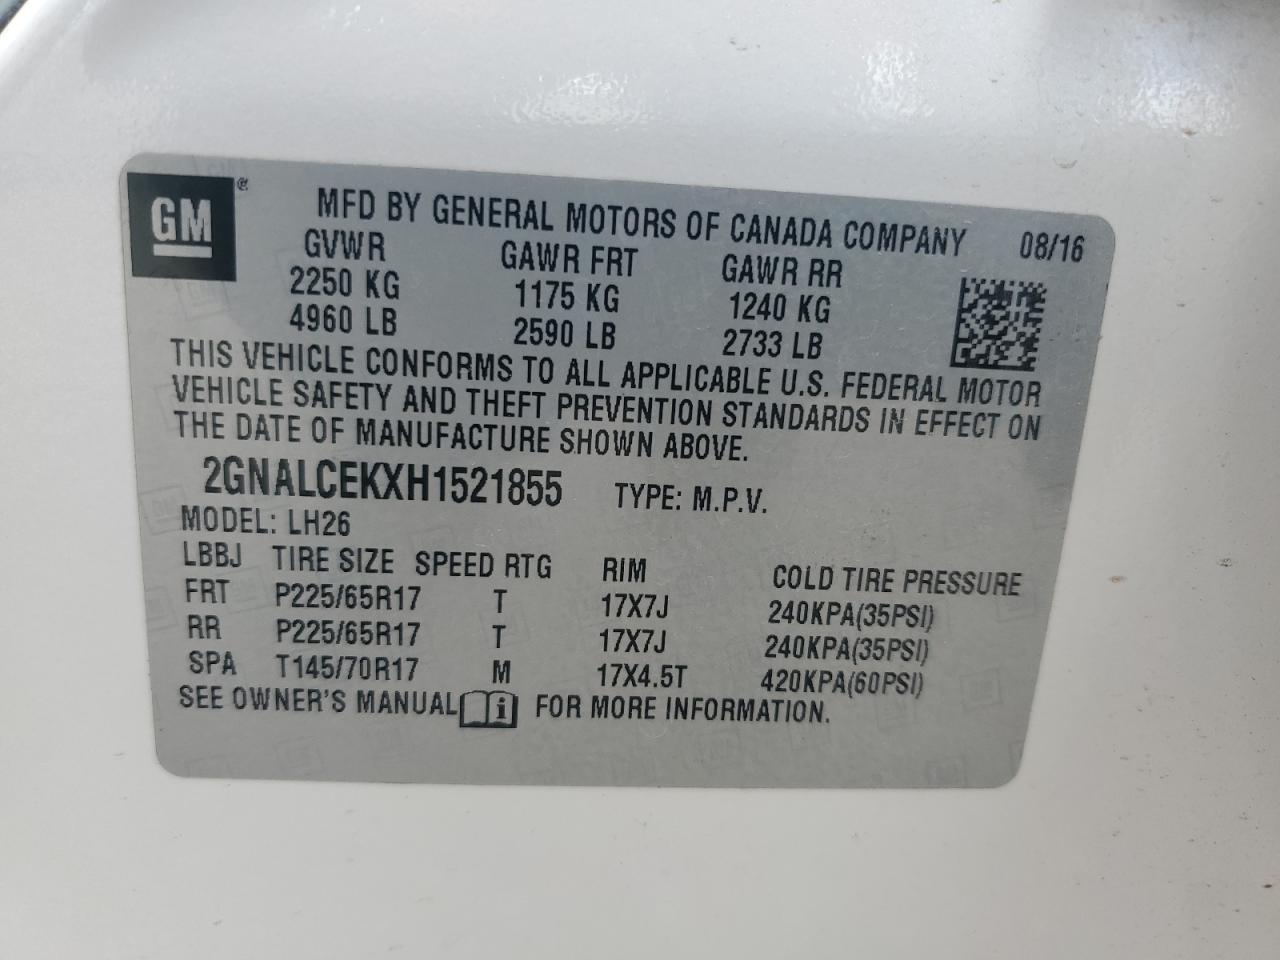 GM ®
MFD BY GENERAL MOTORS OF CANADA COMPANY 08/16
GVWR GAWR FRT GAWR RR
2250 KG 1175 KG 1240 KG
4960 LB 2590 LB 2733 LB
THIS VEHICLE CONFORMS TO ALL APPLICABLE U.S. FEDERAL MOTOR
VEHICLE SAFETY AND THEFT PREVENTION STANDARDS IN EFFECT ON
THE DATE OF MANUFACTURE SHOWN ABOVE.
2GNALCEKXH1521855 TYPE: M.P.V.
MODEL: LH26
LBBJ TIRE SIZE SPEED RTG RIM COLD TIRE PRESSURE
FRT P225/65R17 T 17X7J 240KPA(35PSI)
RR P225/65R17 T 17X7J 240KPA(35PSI)
SPA T145/70R17 M 17X4.5T 420KPA(60PSI)
SEE OWNER'S MANUAL i FOR MORE INFORMATION.